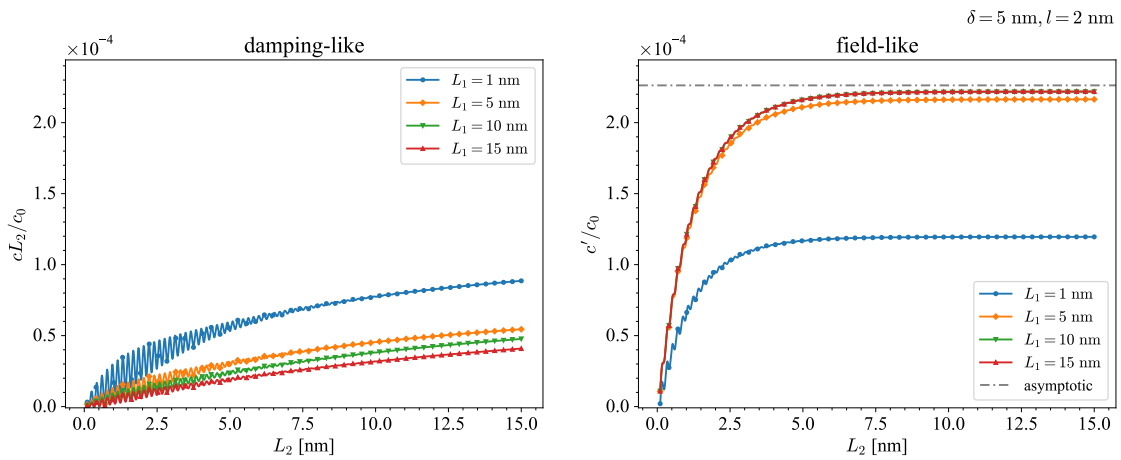 δ = 5 nm, l = 2 nm
×10⁻⁴
damping-like
cL₂/c₀
2.0
1.5
1.0
0.5
0.0
L₁ = 1 nm
L₁ = 5 nm
L₁ = 10 nm
L₁ = 15 nm
0.0 2.5 5.0 7.5 10.0 12.5 15.0
L₂ [nm]
×10⁻⁴
field-like
c′/c₀
2.0
1.5
1.0
0.5
0.0
L₁ = 1 nm
L₁ = 5 nm
L₁ = 10 nm
L₁ = 15 nm
asymptotic
0.0 2.5 5.0 7.5 10.0 12.5 15.0
L₂ [nm]